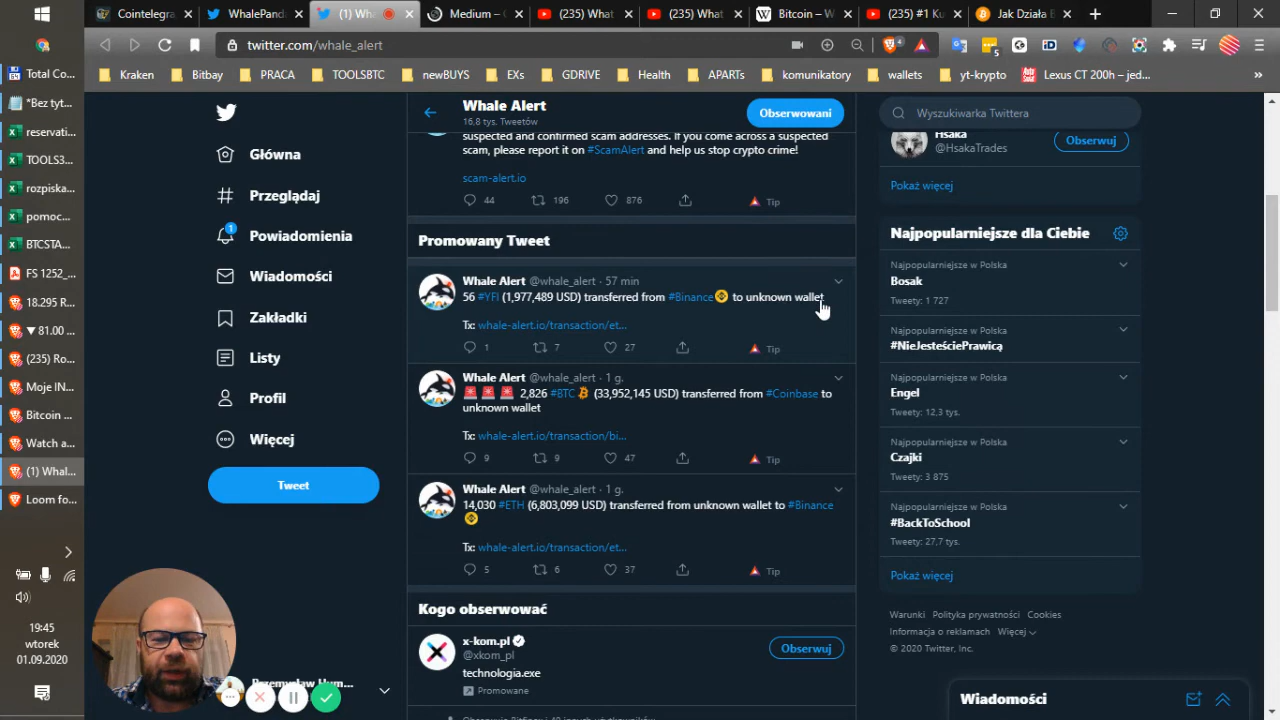 Cointelegra
WhalePand
(1) Wha
Medium – 
(235) What
(235) What
Bitcoin – W
(235) #1 Ku
Jak Działa B
twitter.com/whale_alert
4
5
Kraken
Bitbay
PRACA
TOOLSBTC
newBUYS
EXs
GDRIVE
Health
APARTs
komunikatory
wallets
yt-krypto
Lexus CT 200h – jed...
»
Total Co...
*Bez tyt...
reservati...
TOOLS3...
rozpiska...
pomoc...
BTCSTA...
FS 1252_...
18.295 R...
▼ 81.00 ...
(235) Ro...
Moje IN...
Bitcoin ...
Watch a...
(1) Whal...
Loom fo...
19:45
wtorek
01.09.2020
Główna
Przeglądaj
1
Powiadomienia
Wiadomości
Zakładki
Listy
Profil
Więcej
Tweet
Przemysław Hum...
Whale Alert
16,8 tys. Tweetów
Obserwowani
suspected and confirmed scam addresses. If you come across a suspected
scam, please report it on #ScamAlert and help us stop crypto crime!
scam-alert.io
44 196 876 Tip
Promowany Tweet
Whale Alert @whale_alert · 57 min
56 #YFI (1,977,489 USD) transferred from #Binance to unknown wallet
Tx: whale-alert.io/transaction/et...
1 7 27 Tip
Whale Alert @whale_alert · 1 g.
2,826 #BTC (33,952,145 USD) transferred from #Coinbase to
unknown wallet
Tx: whale-alert.io/transaction/bi...
9 9 47 Tip
Whale Alert @whale_alert · 1 g.
14,030 #ETH (6,803,099 USD) transferred from unknown wallet to #Binance
Tx: whale-alert.io/transaction/et...
5 6 37 Tip
Kogo obserwować
x-kom.pl
@xkom_pl
Obserwuj
technologia.exe
Promowane
Wyszukiwarka Twittera
Hsaka
@HsakaTrades
Obserwuj
Pokaż więcej
Najpopularniejsze dla Ciebie
Najpopularniejsze w Polska
Bosak
Tweety: 1 727
Najpopularniejsze w Polska
#NieJesteściePrawicą
Najpopularniejsze w Polska
Engel
Tweety: 12,3 tys.
Najpopularniejsze w Polska
Czajki
Tweety: 3 875
Najpopularniejsze w Polska
#BackToSchool
Tweety: 27,7 tys.
Pokaż więcej
Warunki Polityka prywatności Cookies
Informacja o reklamach Więcej
© 2020 Twitter, Inc.
Wiadomości